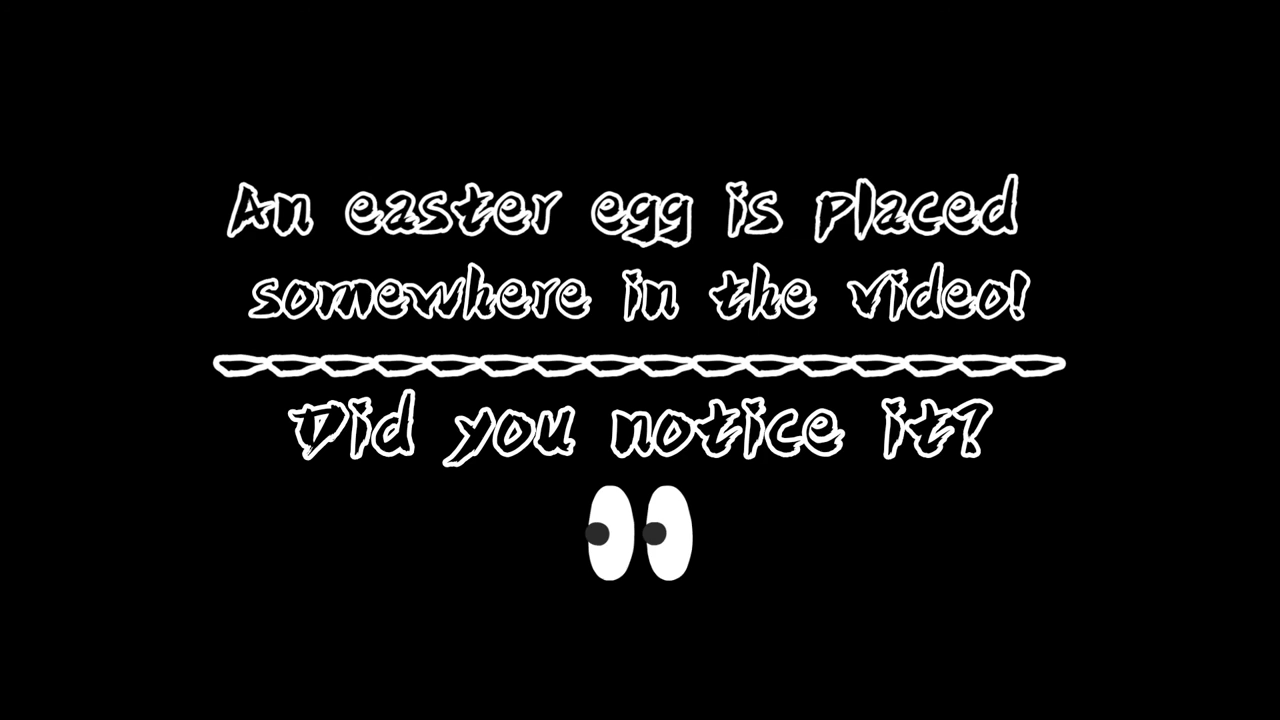 An easter egg is placed
somewhere in the video!
----------------
Did you notice it?
👀